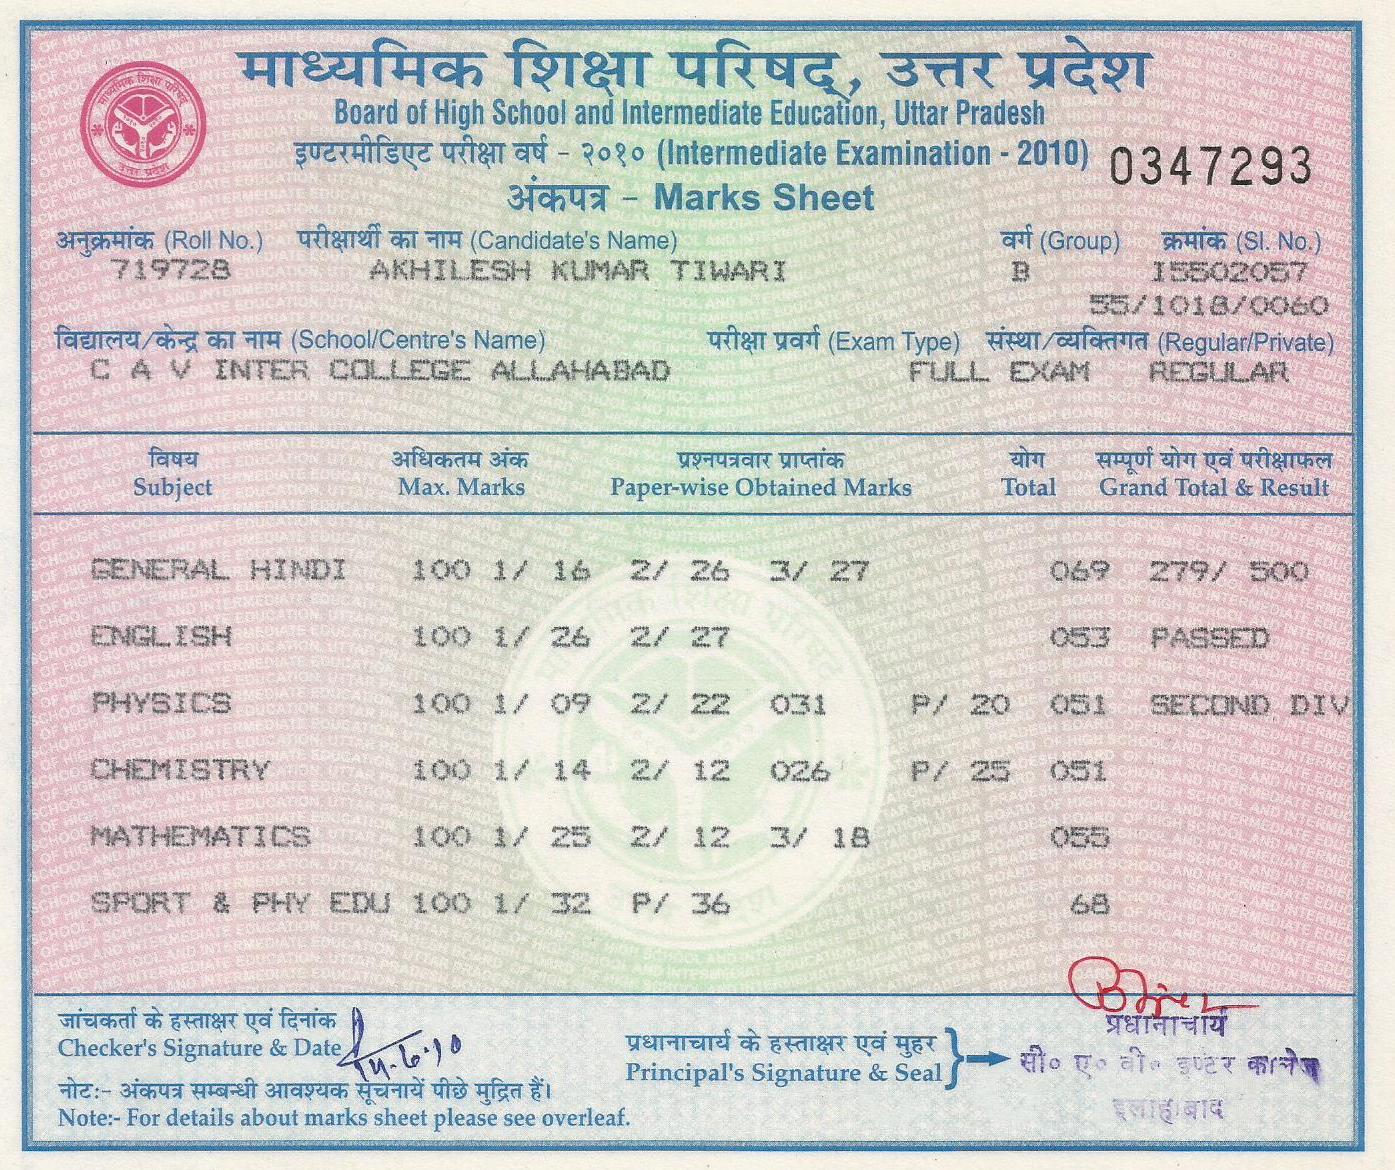 माध्यमिक शिक्षा परिषद्, उत्तर प्रदेश
Board of High School and Intermediate Education, Uttar Pradesh
इण्टरमीडिएट परीक्षा वर्ष - २०१० (Intermediate Examination - 2010) 0347293
अंकपत्र - Marks Sheet
अनुक्रमांक (Roll No.) परीक्षार्थी का नाम (Candidate's Name) वर्ग (Group) क्रमांक (Sl. No.)
719728 AKHILESH KUMAR TIWARI B I5502057
55/1018/0060
विद्यालय/केन्द्र का नाम (School/Centre's Name) परीक्षा प्रवर्ग (Exam Type) संस्था/व्यक्तिगत (Regular/Private)
C A V INTER COLLEGE ALLAHABAD FULL EXAM REGULAR
विषय अधिकतम अंक प्रश्नपत्रवार प्राप्तांक योग सम्पूर्ण योग एवं परीक्षाफल
Subject Max. Marks Paper-wise Obtained Marks Total Grand Total & Result
GENERAL HINDI 100 1/ 16 2/ 26 3/ 27 069 279/ 500
ENGLISH 100 1/ 26 2/ 27 053 PASSED
PHYSICS 100 1/ 09 2/ 22 031 P/ 20 051 SECOND DIV
CHEMISTRY 100 1/ 14 2/ 12 026 P/ 25 051
MATHEMATICS 100 1/ 25 2/ 12 3/ 18 055
SPORT & PHY EDU 100 1/ 32 P/ 36 68
जांचकर्ता के हस्ताक्षर एवं दिनांक
Checker's Signature & Date
नोट:- अंकपत्र सम्बन्धी आवश्यक सूचनायें पीछे मुद्रित हैं।
Note:- For details about marks sheet please see overleaf.
प्रधानाचार्य के हस्ताक्षर एवं मुहर
Principal's Signature & Seal
प्रधानाचार्य
सी० ए० वी० इण्टर कालेज
इलाहाबाद